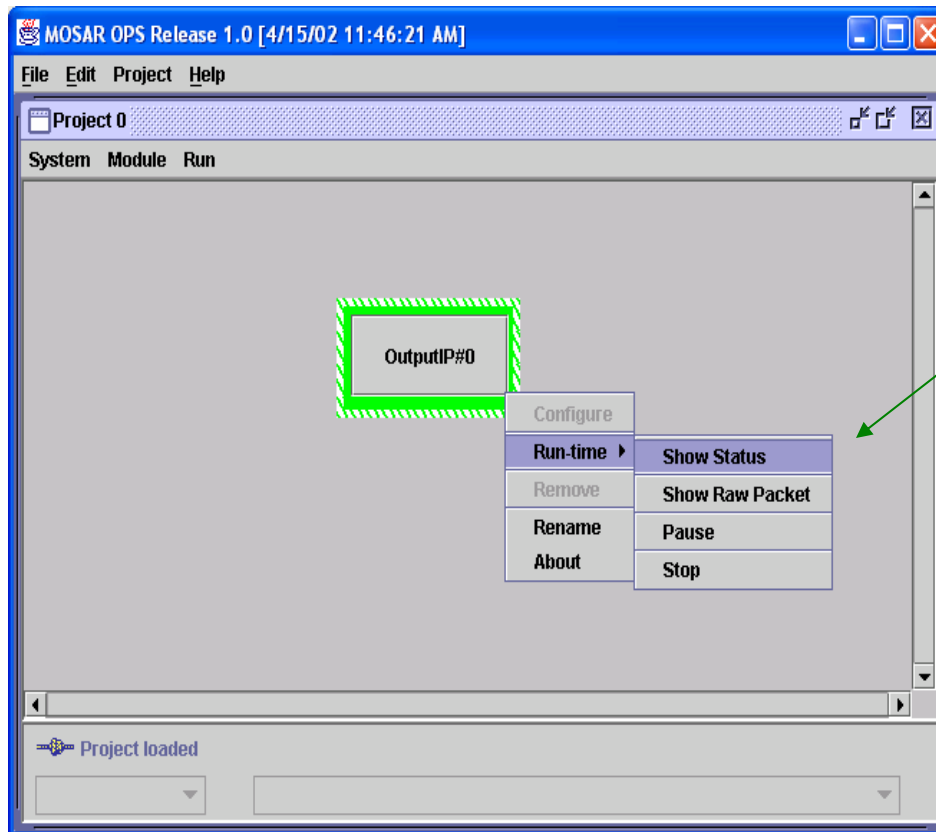 MOSAR OPS Release 1.0 [4/15/02 11:46:21 AM]
File Edit Project Help
Project 0
System Module Run
OutputIP#0
Configure
Run-time
Show Status
Remove
Show Raw Packet
Rename
Pause
About
Stop
Project loaded